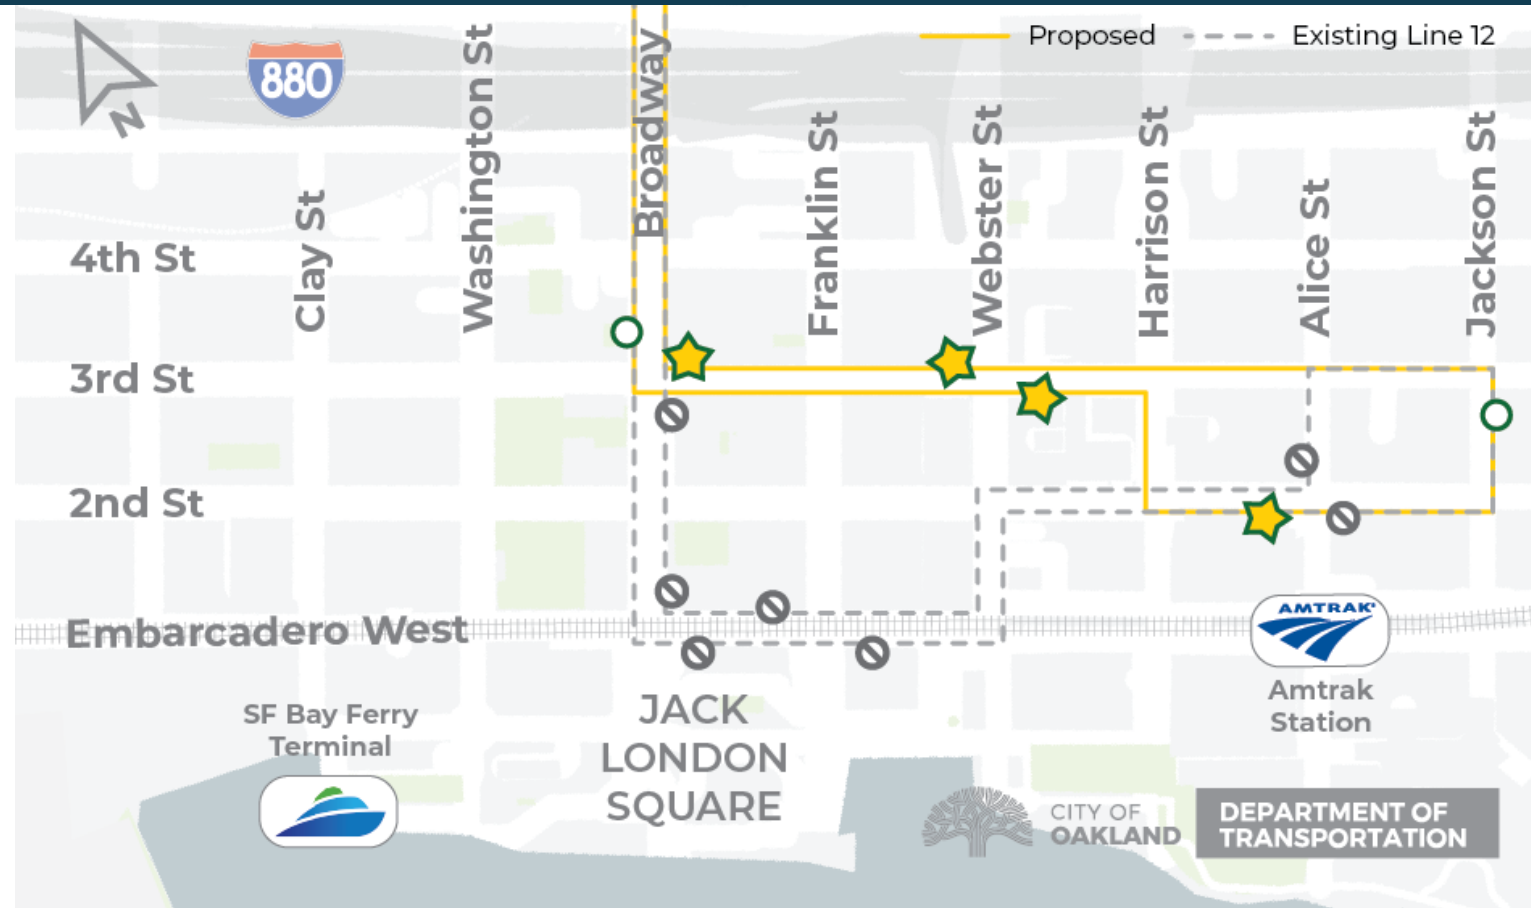 Proposed
Existing Line 12
N
880
Clay St
Washington St
Broadway
Franklin St
Webster St
Harrison St
Alice St
Jackson St
4th St
3rd St
2nd St
Embarcadero West
AMTRAK
Amtrak
Station
SF Bay Ferry
Terminal
JACK
LONDON
SQUARE
CITY OF
OAKLAND
DEPARTMENT OF
TRANSPORTATION